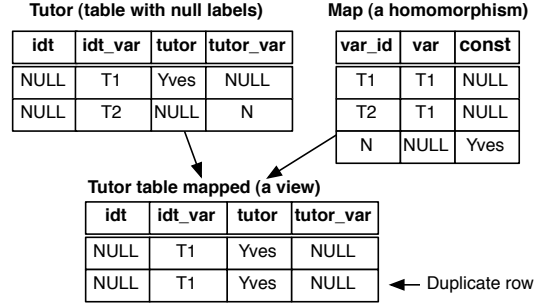 Tutor (table with null labels)
idt idt_var tutor tutor_var
NULL T1 Yves NULL
NULL T2 NULL N
Map (a homomorphism)
var_id var const
T1 T1 NULL
T2 T1 NULL
N NULL Yves
Tutor table mapped (a view)
idt idt_var tutor tutor_var
NULL T1 Yves NULL
NULL T1 Yves NULL
Duplicate row